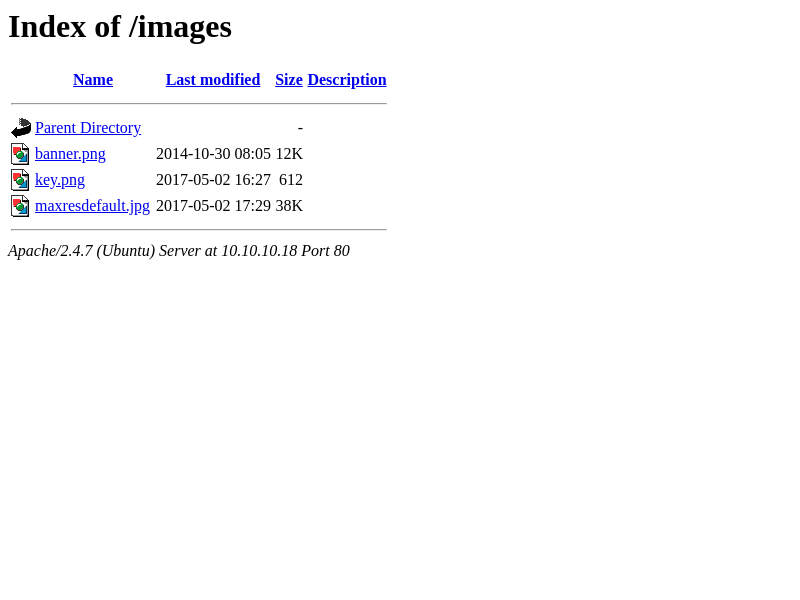 Index of /images
Name Last modified Size Description
Parent Directory -
banner.png 2014-10-30 08:05 12K
key.png 2017-05-02 16:27 612
maxresdefault.jpg 2017-05-02 17:29 38K
Apache/2.4.7 (Ubuntu) Server at 10.10.10.18 Port 80